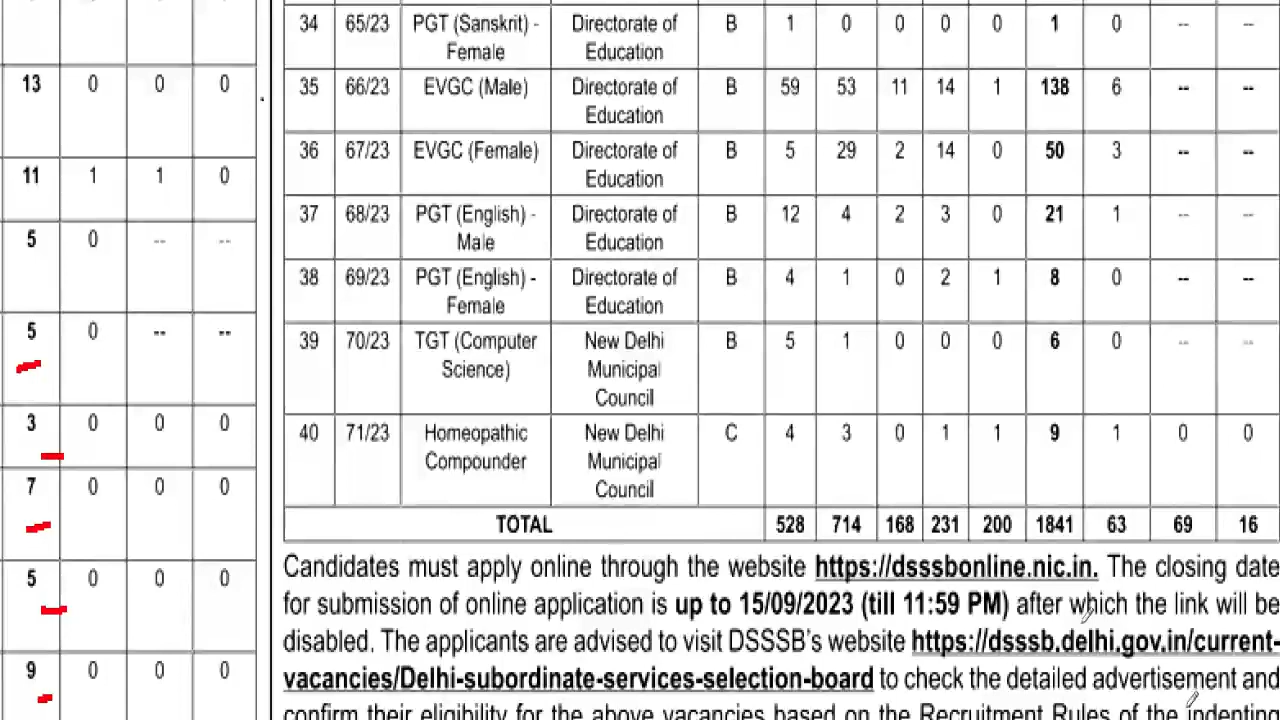 13 0 0 0
11 1 1 0
5 0 -- --
5 0 -- --
3 0 0 0
7 0 0 0
5 0 0 0
9 0 0 0
34 65/23 PGT (Sanskrit) - Directorate of B 1 0 0 0 0 1 0 -- --
Female Education
35 66/23 EVGC (Male) Directorate of B 59 53 11 14 1 138 6 -- --
Education
36 67/23 EVGC (Female) Directorate of B 5 29 2 14 0 50 3 -- --
Education
37 68/23 PGT (English) - Directorate of B 12 4 2 3 0 21 1 -- --
Male Education
38 69/23 PGT (English) - Directorate of B 4 1 0 2 1 8 0 -- --
Female Education
39 70/23 TGT (Computer New Delhi B 5 1 0 0 0 6 0 -- --
Science) Municipal
Council
40 71/23 Homeopathic New Delhi C 4 3 0 1 1 9 1 0 0
Compounder Municipal
Council
TOTAL 528 714 168 231 200 1841 63 69 16
Candidates must apply online through the website https://dsssbonline.nic.in. The closing date
for submission of online application is up to 15/09/2023 (till 11:59 PM) after which the link will be
disabled. The applicants are advised to visit DSSSB's website https://dsssb.delhi.gov.in/current-
vacancies/Delhi-subordinate-services-selection-board to check the detailed advertisement and
confirm their eligibility for the above vacancies based on the Recruitment Rules of the indenting